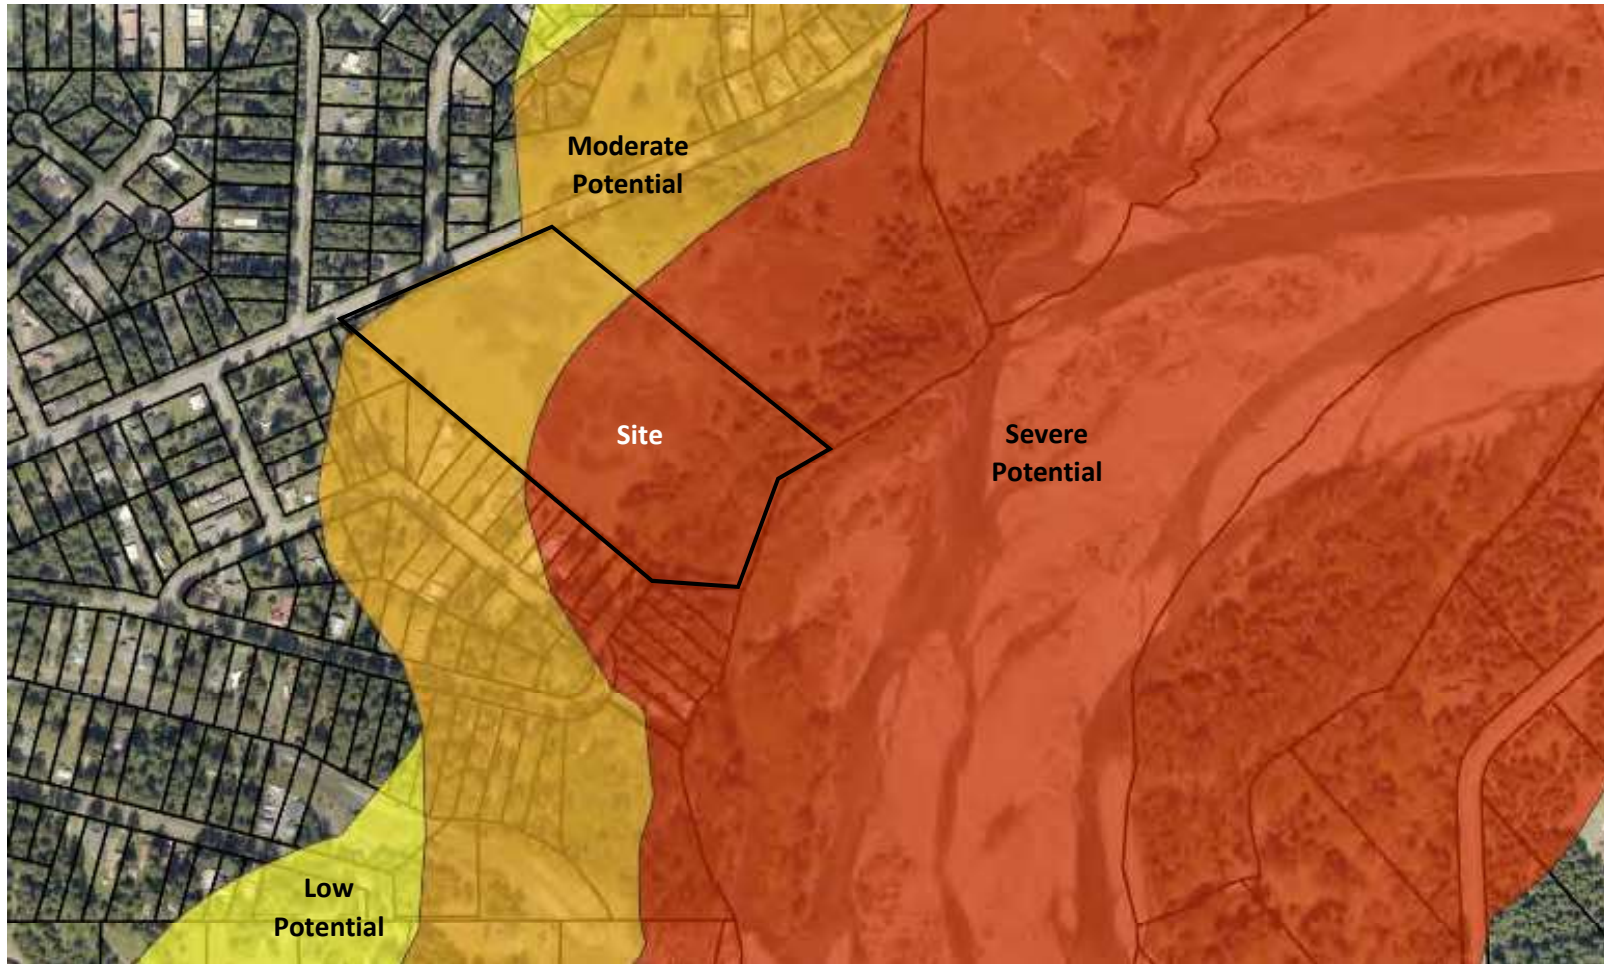 Moderate
Potential
Site
Severe
Potential
Low
Potential